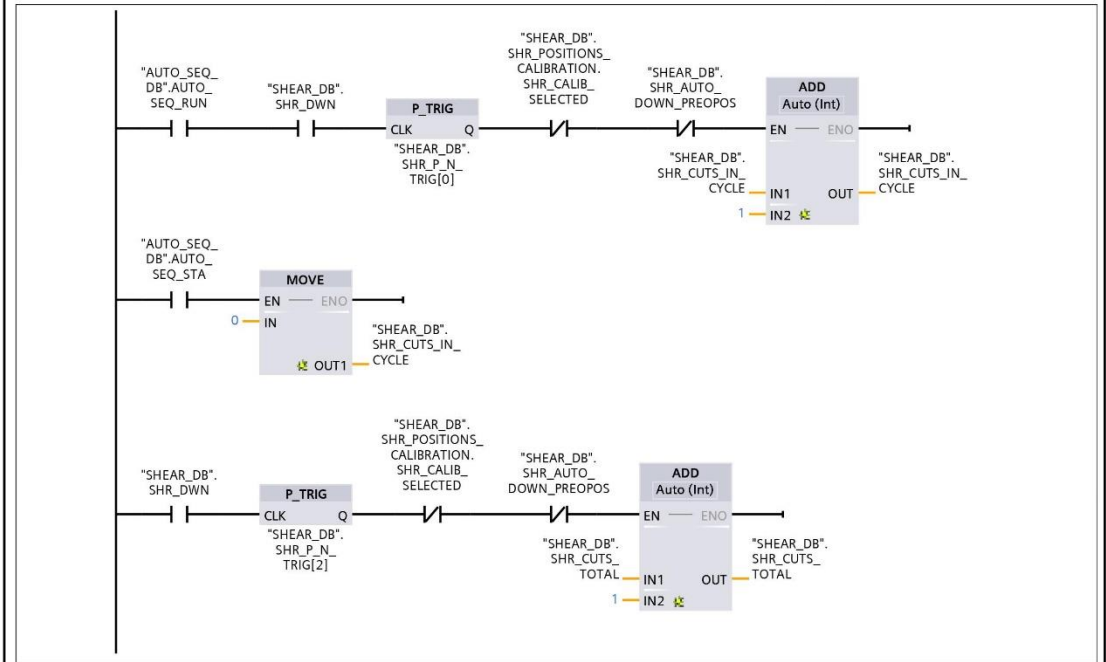 "AUTO_SEQ_
DB".AUTO_
SEQ_RUN
"SHEAR_DB".
SHR_DWN
P_TRIG
CLK Q
"SHEAR_DB".
SHR_P_N_
TRIG[0]
"SHEAR_DB".
SHR_POSITIONS_
CALIBRATION.
SHR_CALIB_
SELECTED
"SHEAR_DB".
SHR_AUTO_
DOWN_PREOPOS
ADD
Auto (Int)
EN ENO
"SHEAR_DB".
SHR_CUTS_IN_
CYCLE
IN1 OUT
1 IN2
"SHEAR_DB".
SHR_CUTS_IN_
CYCLE
"AUTO_SEQ_
DB".AUTO_
SEQ_STA
MOVE
EN ENO
0 IN
OUT1
"SHEAR_DB".
SHR_CUTS_IN_
CYCLE
"SHEAR_DB".
SHR_DWN
P_TRIG
CLK Q
"SHEAR_DB".
SHR_P_N_
TRIG[2]
"SHEAR_DB".
SHR_POSITIONS_
CALIBRATION.
SHR_CALIB_
SELECTED
"SHEAR_DB".
SHR_AUTO_
DOWN_PREOPOS
ADD
Auto (Int)
EN ENO
"SHEAR_DB".
SHR_CUTS_
TOTAL
IN1 OUT
1 IN2
"SHEAR_DB".
SHR_CUTS_
TOTAL